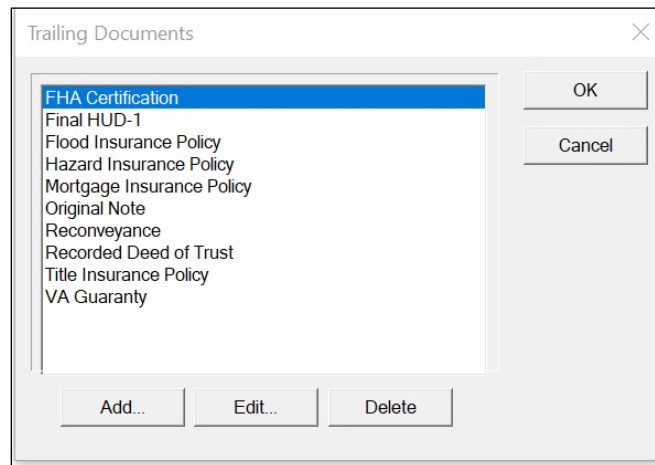 Trailing Documents
FHA Certification
Final HUD-1
Flood Insurance Policy
Hazard Insurance Policy
Mortgage Insurance Policy
Original Note
Reconveyance
Recorded Deed of Trust
Title Insurance Policy
VA Guaranty
OK
Cancel
Add...
Edit...
Delete